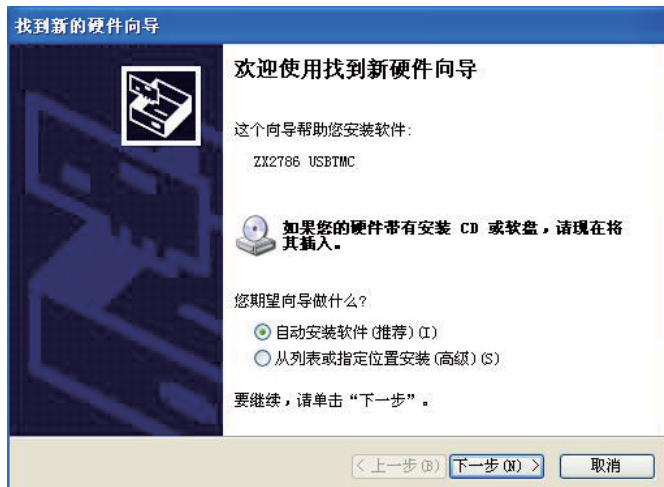 找到新的硬件向导
欢迎使用找到新硬件向导
这个向导帮助您安装软件:
ZX2786 USBTMC
如果您的硬件带有安装 CD 或软盘，请现在将
其插入。
您期望向导做什么?
自动安装软件(推荐)(I)
从列表或指定位置安装(高级)(S)
要继续，请单击“下一步”。
< 上一步(B)
下一步(N) >
取消